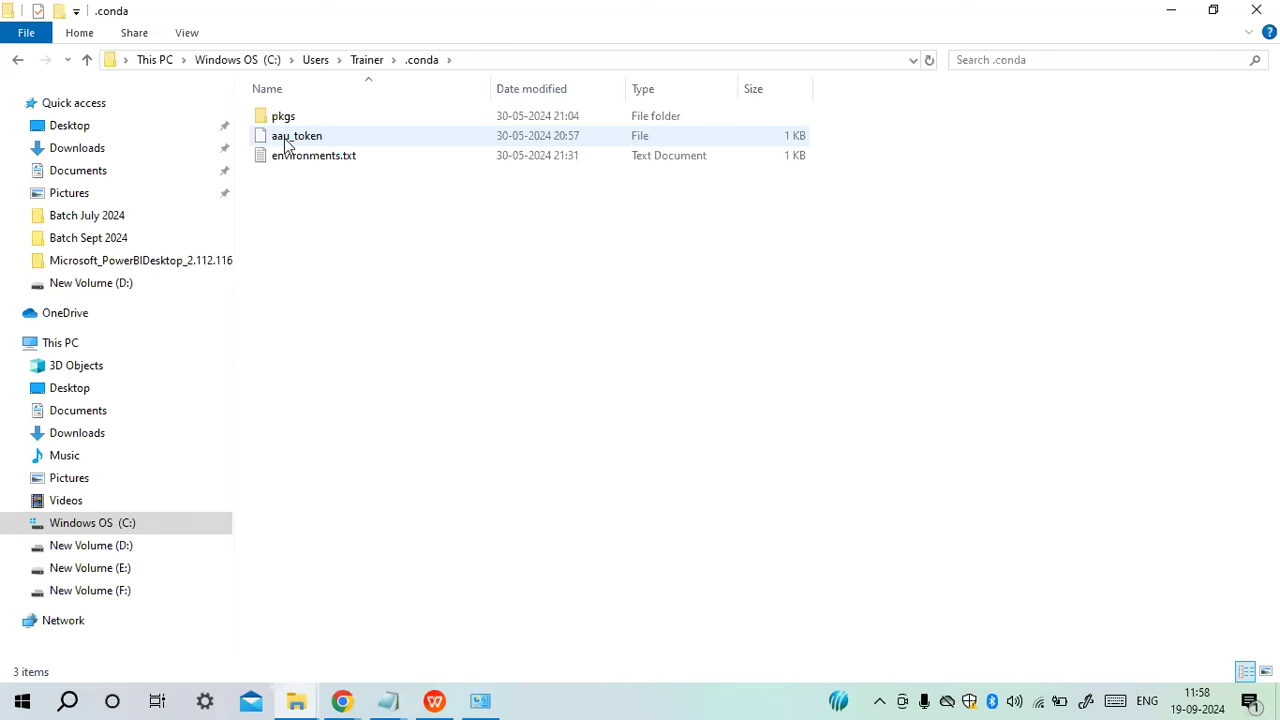 .conda
File Home Share View
This PC Windows OS (C:) Users Trainer .conda Search .conda
Name Date modified Type Size
Quick access
Desktop
Downloads
Documents
Pictures
Batch July 2024
Batch Sept 2024
Microsoft_PowerBIDesktop_2.112.116
New Volume (D:)
OneDrive
This PC
3D Objects
Desktop
Documents
Downloads
Music
Pictures
Videos
Windows OS (C:)
New Volume (D:)
New Volume (E:)
New Volume (F:)
Network
pkgs 30-05-2024 21:04 File folder
aau_token 30-05-2024 20:57 File 1 KB
environments.txt 30-05-2024 21:31 Text Document 1 KB
3 items
ENG 11:58
19-09-2024